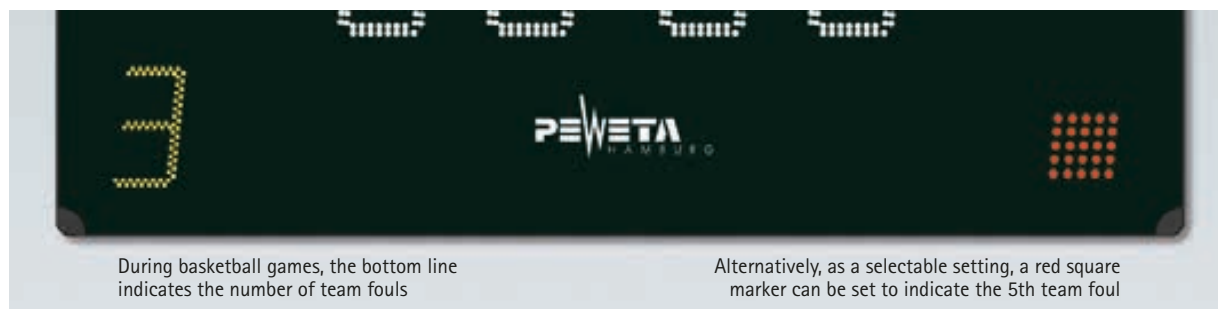 3
PEWETA
HAMBURG
During basketball games, the bottom line
indicates the number of team fouls
Alternatively, as a selectable setting, a red square
marker can be set to indicate the 5th team foul